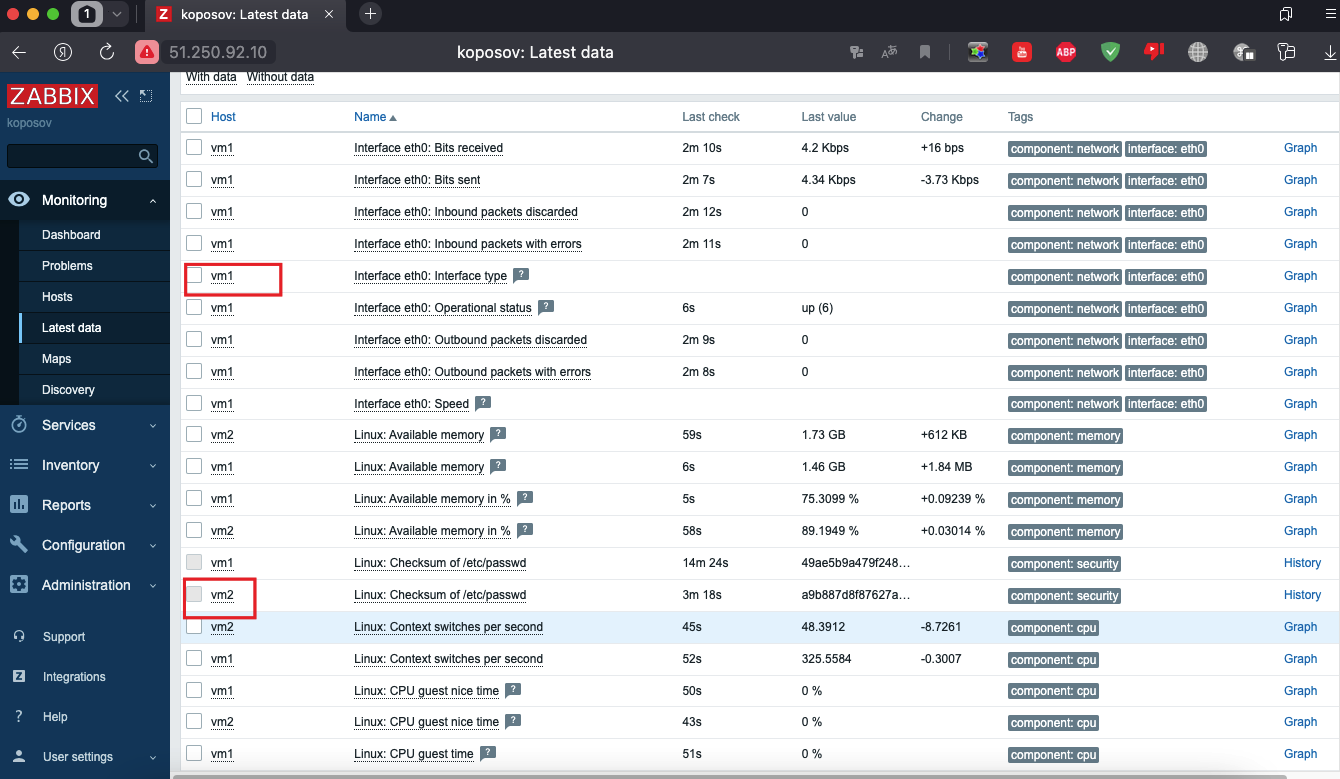 1 Z koposov: Latest data × +
Я 51.250.92.10 koposov: Latest data ABP
With data Without data
ZABBIX
koposov
Monitoring
Dashboard
Problems
Hosts
Latest data
Maps
Discovery
Services
Inventory
Reports
Configuration
Administration
Support
Z Integrations
? Help
User settings
Host Name Last check Last value Change Tags
vm1 Interface eth0: Bits received 2m 10s 4.2 Kbps +16 bps component: network interface: eth0 Graph
vm1 Interface eth0: Bits sent 2m 7s 4.34 Kbps -3.73 Kbps component: network interface: eth0 Graph
vm1 Interface eth0: Inbound packets discarded 2m 12s 0 component: network interface: eth0 Graph
vm1 Interface eth0: Inbound packets with errors 2m 11s 0 component: network interface: eth0 Graph
vm1 Interface eth0: Interface type ? component: network interface: eth0 Graph
vm1 Interface eth0: Operational status ? 6s up (6) component: network interface: eth0 Graph
vm1 Interface eth0: Outbound packets discarded 2m 9s 0 component: network interface: eth0 Graph
vm1 Interface eth0: Outbound packets with errors 2m 8s 0 component: network interface: eth0 Graph
vm1 Interface eth0: Speed ? component: network interface: eth0 Graph
vm2 Linux: Available memory ? 59s 1.73 GB +612 KB component: memory Graph
vm1 Linux: Available memory ? 6s 1.46 GB +1.84 MB component: memory Graph
vm1 Linux: Available memory in % ? 5s 75.3099 % +0.09239 % component: memory Graph
vm2 Linux: Available memory in % ? 58s 89.1949 % +0.03014 % component: memory Graph
vm1 Linux: Checksum of /etc/passwd 14m 24s 49ae5b9a479f248... component: security History
vm2 Linux: Checksum of /etc/passwd 3m 18s a9b887d8f87627a... component: security History
vm2 Linux: Context switches per second 45s 48.3912 -8.7261 component: cpu Graph
vm1 Linux: Context switches per second 52s 325.5584 -0.3007 component: cpu Graph
vm1 Linux: CPU guest nice time ? 50s 0 % component: cpu Graph
vm2 Linux: CPU guest nice time ? 43s 0 % component: cpu Graph
vm1 Linux: CPU guest time ? 51s 0 % component: cpu Graph